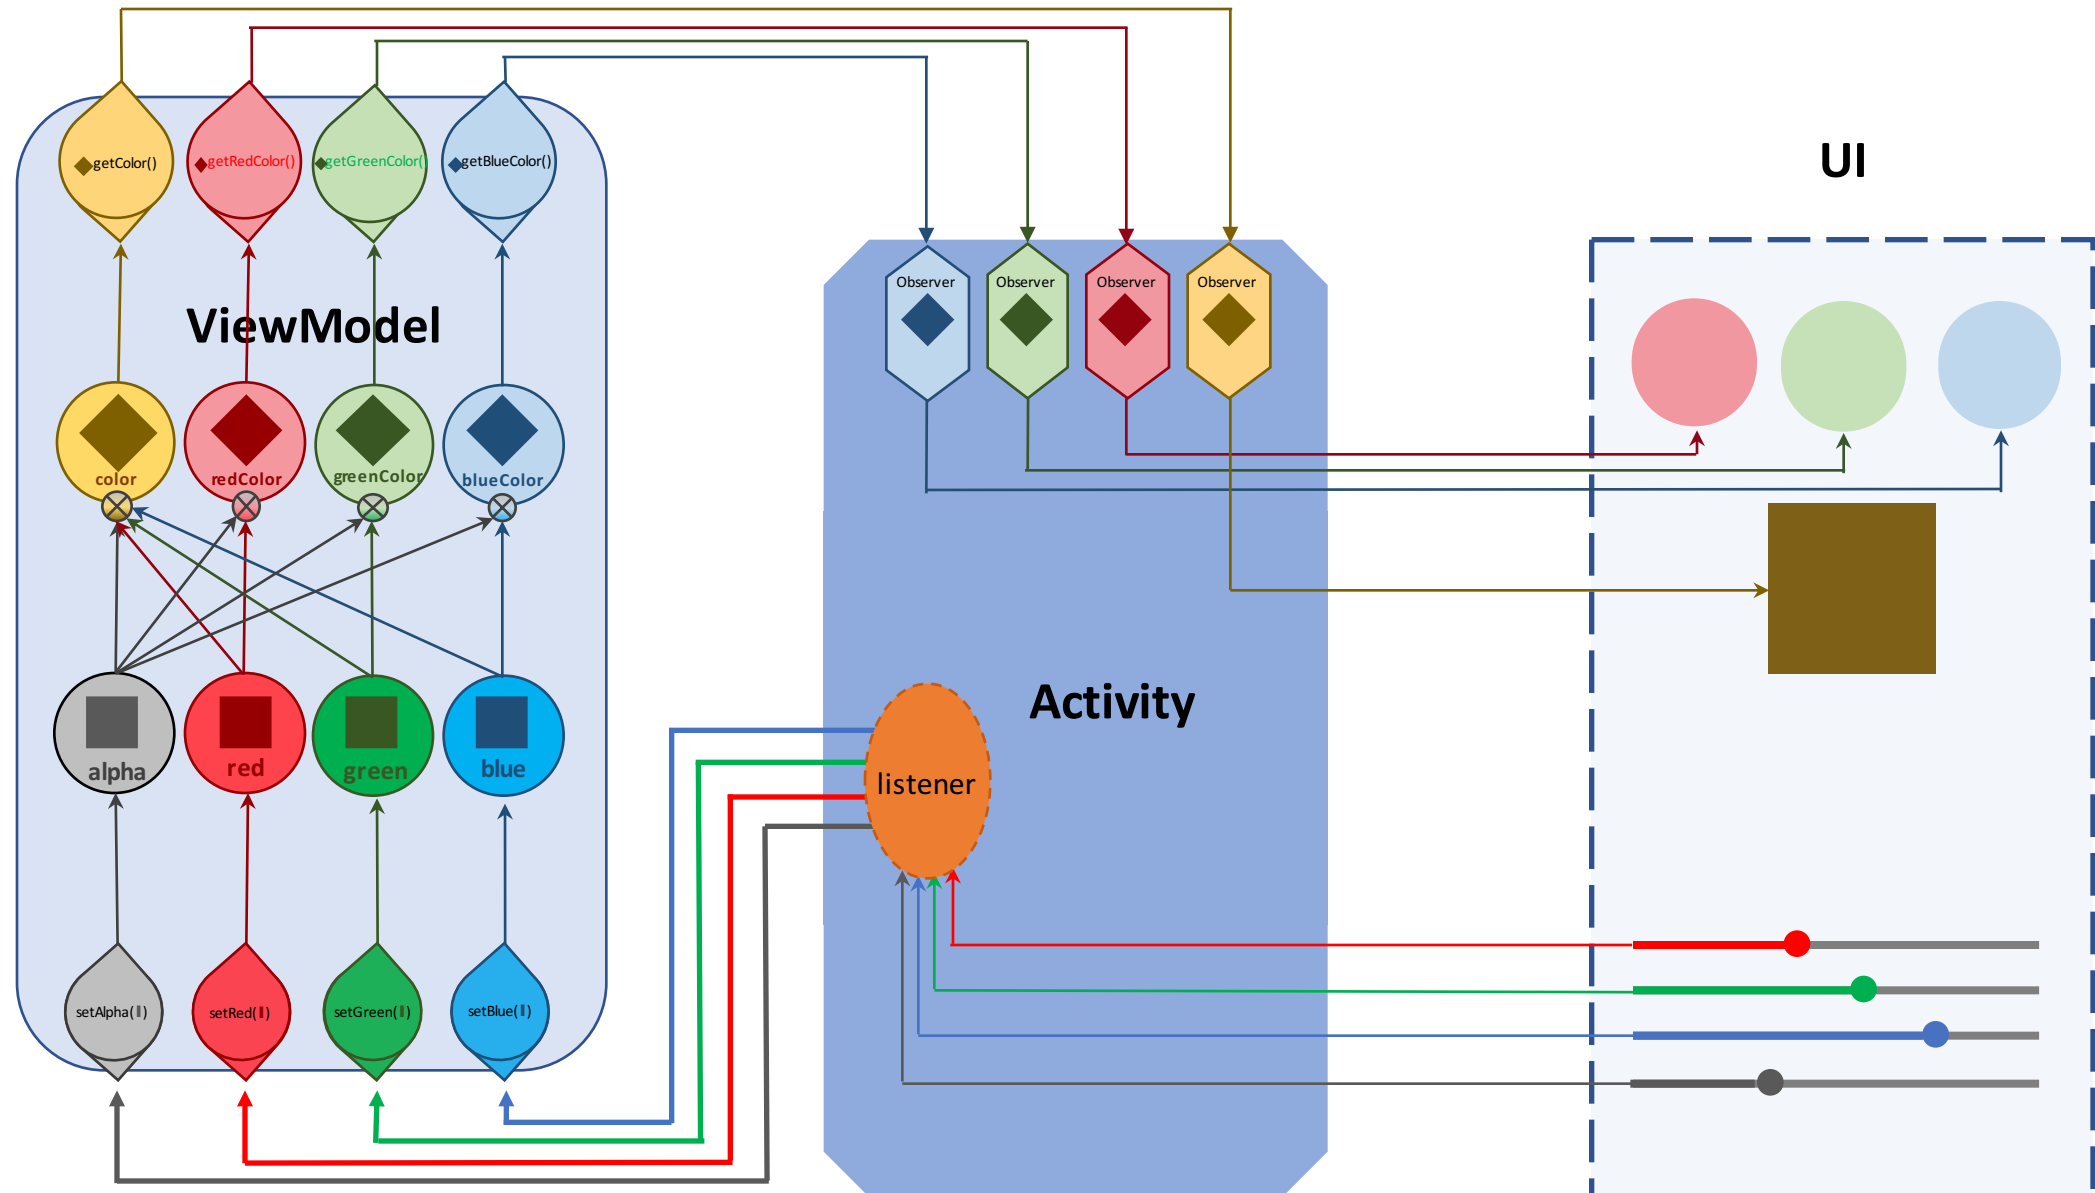 getColor()
getRedColor()
getGreenColor()
getBlueColor()
UI
Observer
Observer
Observer
Observer
ViewModel
color
redColor
greenColor
blueColor
Activity
alpha
red
green
blue
listener
setAlpha()
setRed()
setGreen()
setBlue()